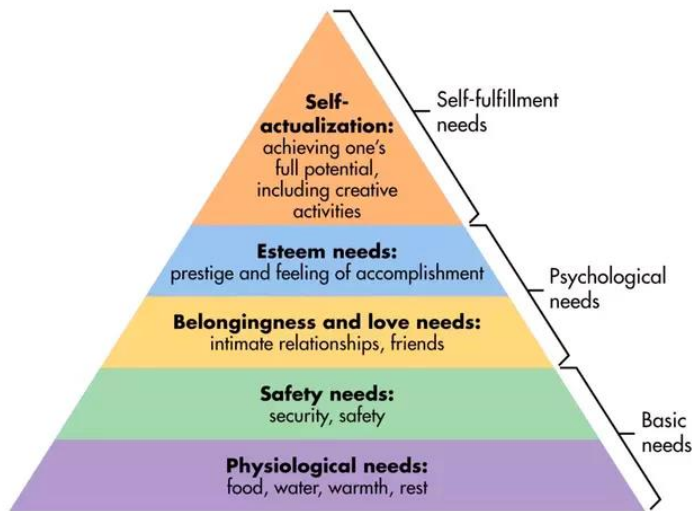 Self-
actualization:
achieving one's
full potential,
including creative
activities
Self-fulfillment
needs
Esteem needs:
prestige and feeling of accomplishment
Psychological
needs
Belongingness and love needs:
intimate relationships, friends
Safety needs:
security, safety
Basic
needs
Physiological needs:
food, water, warmth, rest